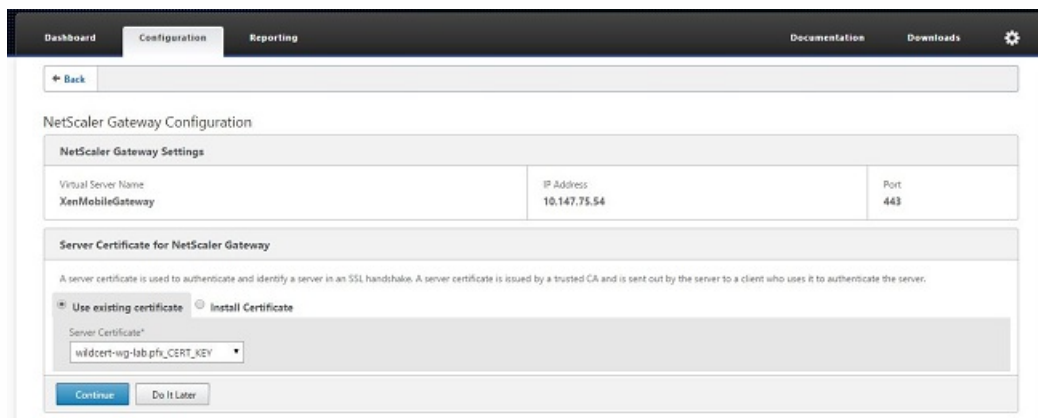 Dashboard Configuration Reporting Documentation Downloads
← Back
NetScaler Gateway Configuration
NetScaler Gateway Settings
Virtual Server Name IP Address Port
XenMobileGateway 10.147.75.54 443
Server Certificate for NetScaler Gateway
A server certificate is used to authenticate and identify a server in an SSL handshake. A server certificate is issued by a trusted CA and is sent out by the server to a client who uses it to authenticate the server.
Use existing certificate Install Certificate
Server Certificate*
wildcert-wg-lab.pfx_CERT_KEY
Continue Do It Later